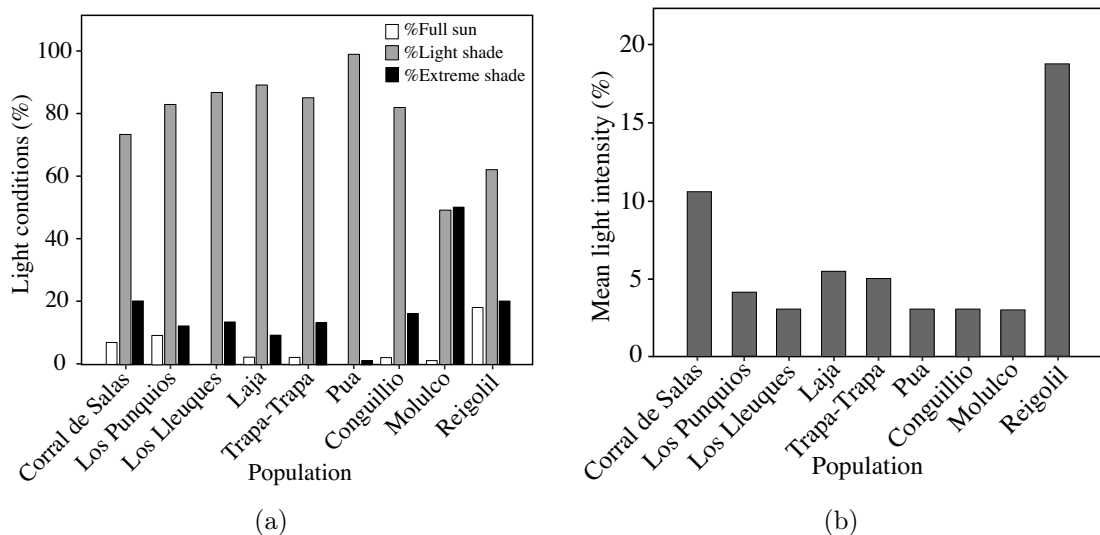 %Full sun
%Light shade
%Extreme shade
Light conditions (%)
100
80
60
40
20
0
Corral de Salas
Los Punquios
Los Lleuques
Laja
Trapa-Trapa
Pua
Conguillio
Molulco
Reigolil
Population
(a)
Mean light intensity (%)
20
15
10
5
0
Corral de Salas
Los Punquios
Los Lleuques
Laja
Trapa-Trapa
Pua
Conguillio
Molulco
Reigolil
Population
(b)